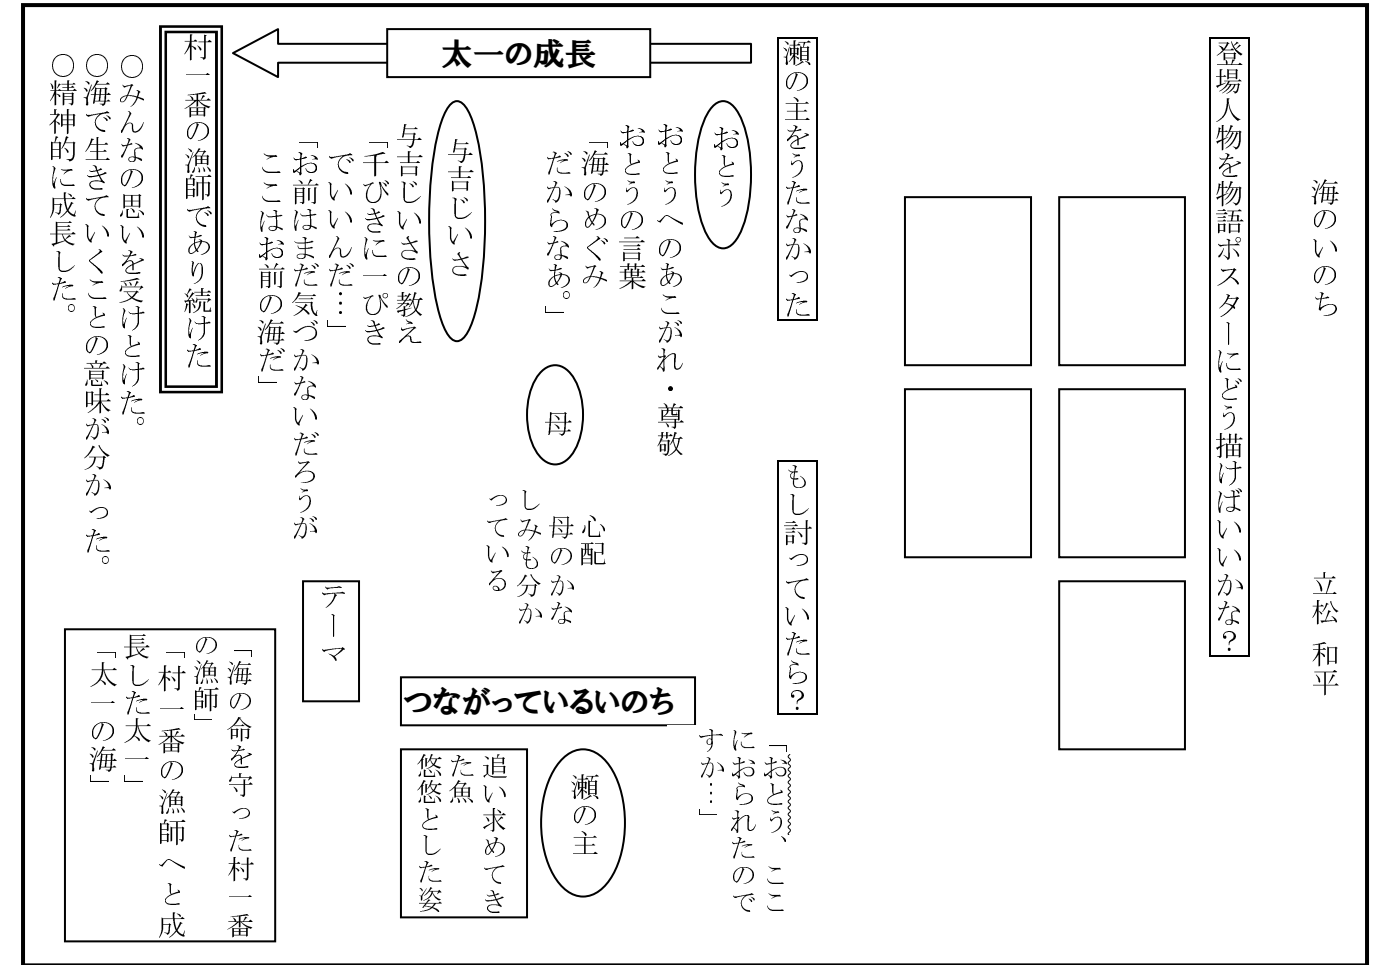 海のいのち
立松 和平
登場人物を物語ポスターにどう描けばいいかな？
瀬の主をうたなかった
もし討っていたら？
「おとう、ここ
におられたので
すか…」
おとう
おとうへのあこがれ・尊敬
おとうの言葉
「海のめぐみ
だからなあ。」
母
心配
母のかな
しみも分か
っている
瀬の主
追い求めてき
た魚
悠悠とした姿
つながっているいのち
太一の成長
与吉じいさ
与吉じいさの教え
「千びきに一ぴき
でいいんだ…」
「お前はまだ気づかないだろうが
ここはお前の海だ」
テーマ
「海の命を守った村一番
の漁師」
「村一番の漁師へと成
長した太一」
「太一の海」
村一番の漁師であり続けた
○みんなの思いを受けとけた。
○海で生きていくことの意味が分かった。
○精神的に成長した。